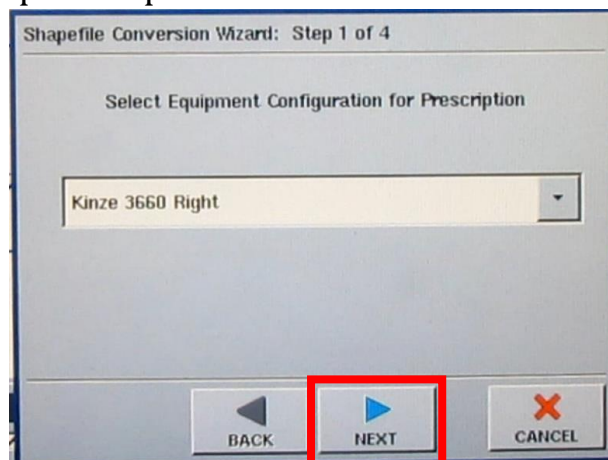 Shapefile Conversion Wizard: Step 1 of 4
Select Equipment Configuration for Prescription
Kinze 3660 Right
BACK NEXT CANCEL